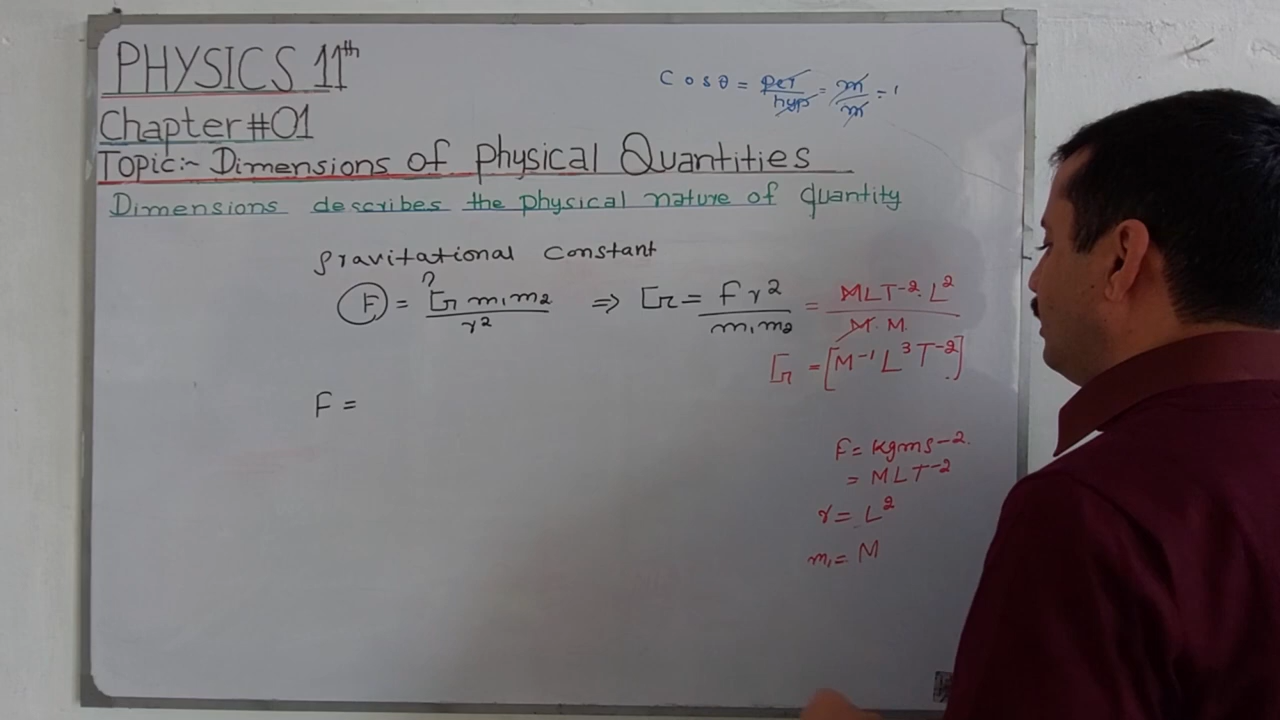 PHYSICS 11th
Cosθ = per/hyp = m/m = 1
Chapter#01
Topic:~ Dimensions of Physical Quantities
Dimensions describes the physical nature of quantity
gravitational constant
?
F = G m₁m₂/r² ⇒ G = F r²/m₁m₂ = MLT⁻². L²/M. M.
G = [M⁻¹ L³ T⁻²]
F =
F = kgms⁻².
= MLT⁻²
r = L²
m₁ = M